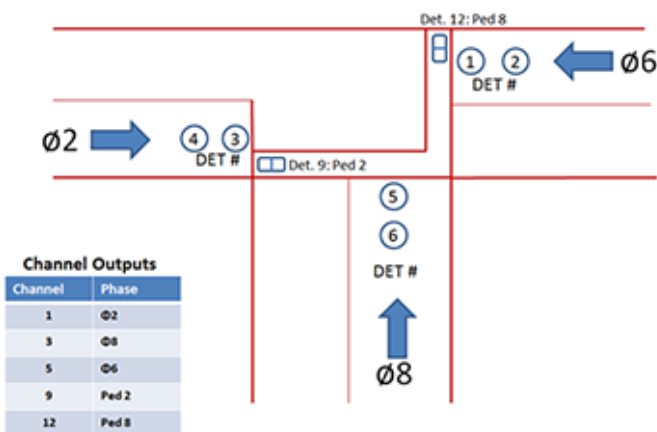 Det. 12: Ped 8
1 2
DET #
Ø6
Ø2
4 3
DET #
Det. 9: Ped 2
5
6
DET #
Ø8
Channel Outputs
Channel Phase
1 Φ2
3 Φ8
5 Φ6
9 Ped 2
12 Ped 8